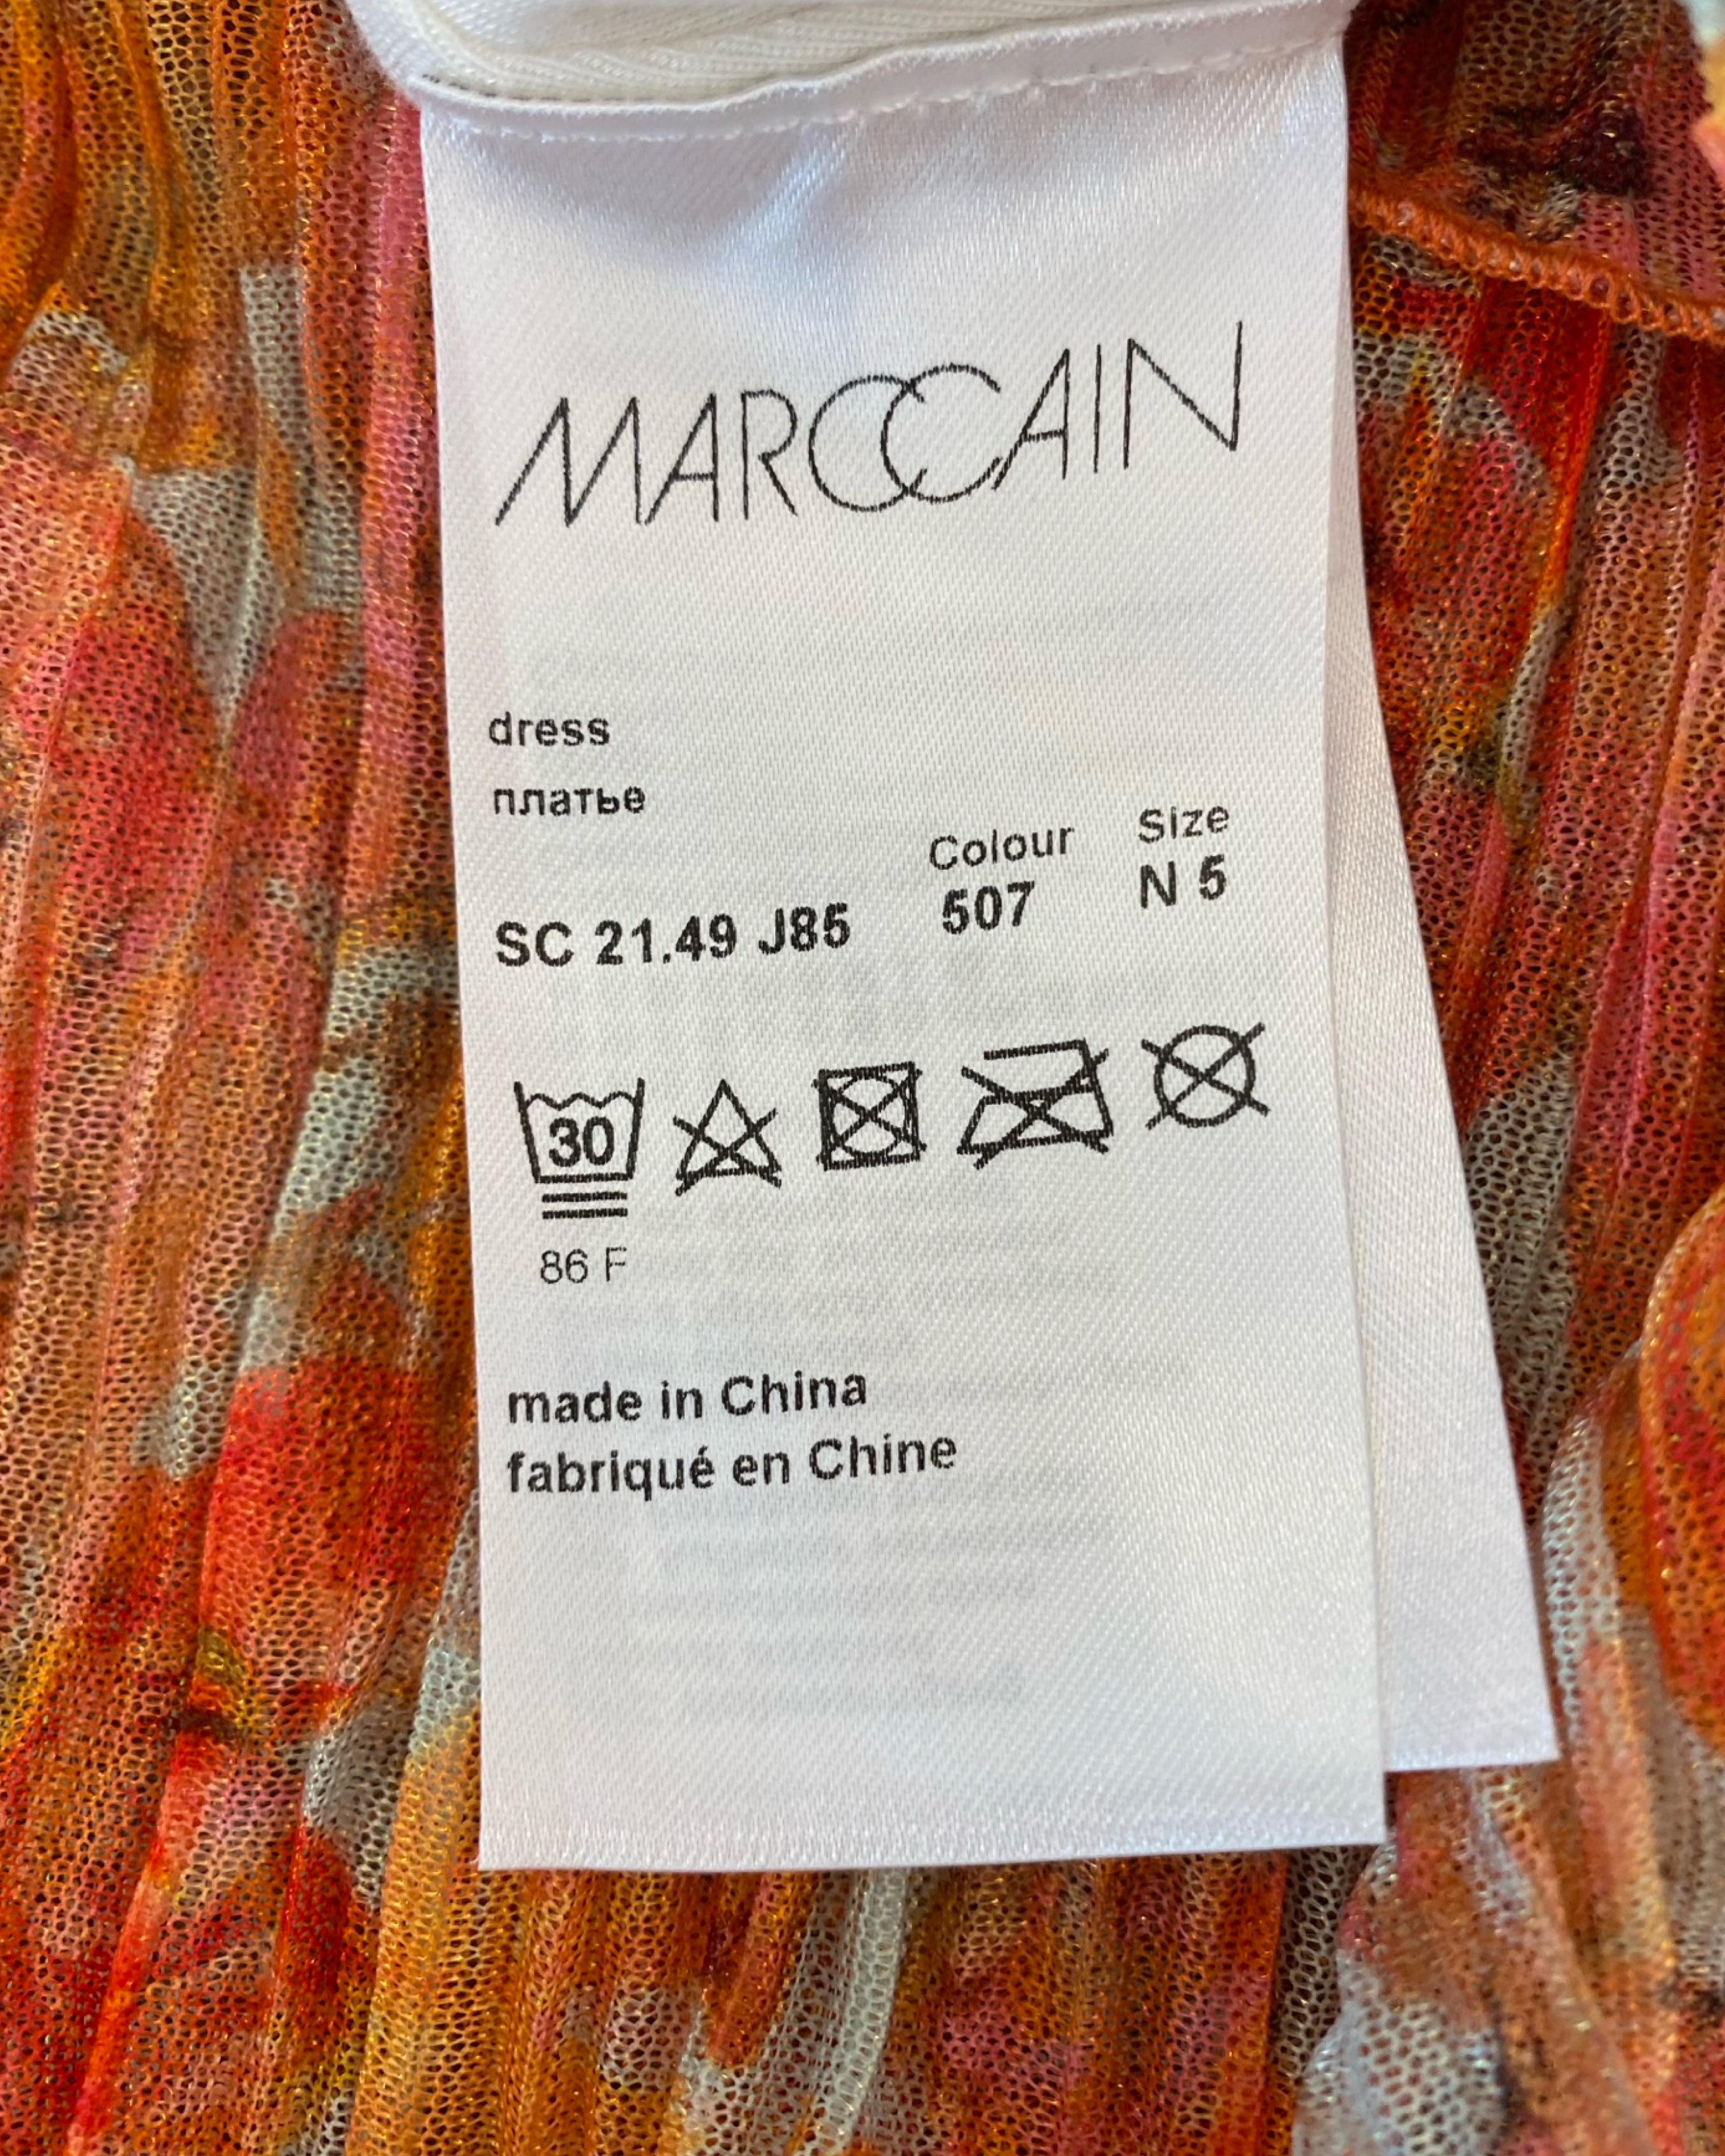 MARCCAIN
dress
платье
Colour Size
SC 21.49 J85 507 N 5
30
86 F
made in China
fabriqué en Chine